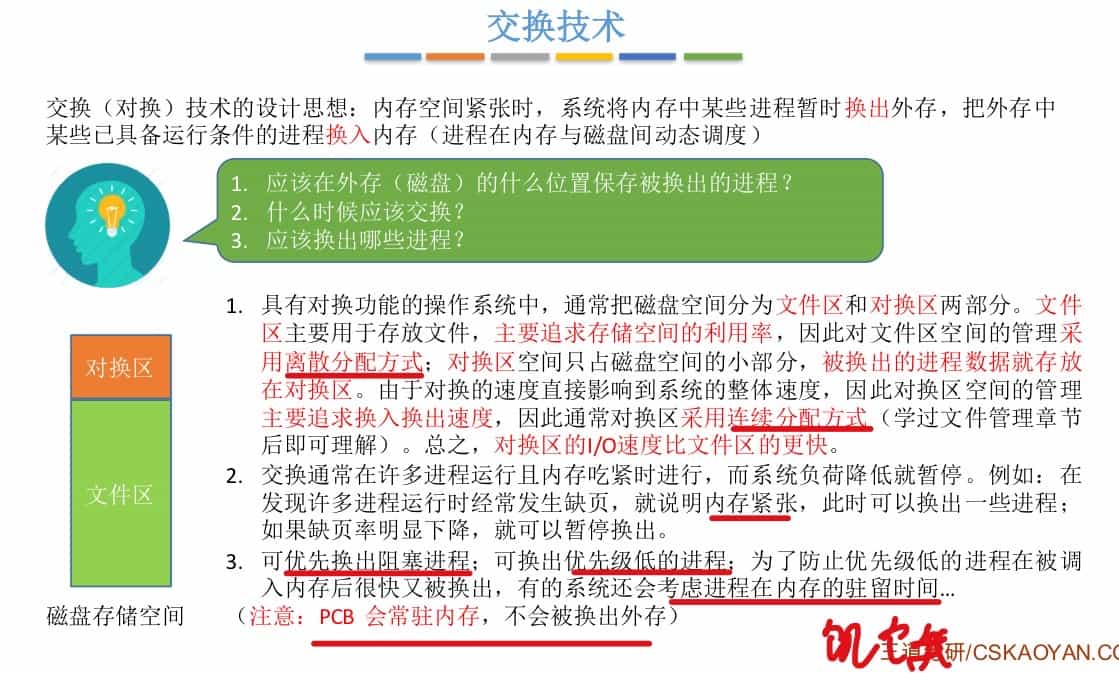 交换技术
交换（对换）技术的设计思想：内存空间紧张时，系统将内存中某些进程暂时换出外存，把外存中
某些已具备运行条件的进程换入内存（进程在内存与磁盘间动态调度）
1. 应该在外存（磁盘）的什么位置保存被换出的进程？
2. 什么时候应该交换？
3. 应该换出哪些进程？
1. 具有对换功能的操作系统中，通常把磁盘空间分为文件区和对换区两部分。文件
区主要用于存放文件，主要追求存储空间的利用率，因此对文件区空间的管理采
用离散分配方式；对换区空间只占磁盘空间的小部分，被换出的进程数据就存放
在对换区。由于对换的速度直接影响到系统的整体速度，因此对换区空间的管理
主要追求换入换出速度，因此通常对换区采用连续分配方式（学过文件管理章节
后即可理解）。总之，对换区的I/O速度比文件区的更快。
2. 交换通常在许多进程运行且内存吃紧时进行，而系统负荷降低就暂停。例如：在
发现许多进程运行时经常发生缺页，就说明内存紧张，此时可以换出一些进程；
如果缺页率明显下降，就可以暂停换出。
3. 可优先换出阻塞进程；可换出优先级低的进程；为了防止优先级低的进程在被调
入内存后很快又被换出，有的系统还会考虑进程在内存的驻留时间…
（注意：PCB 会常驻内存，不会被换出外存）
对换区
文件区
磁盘存储空间
研/CSKAOYAN.CO